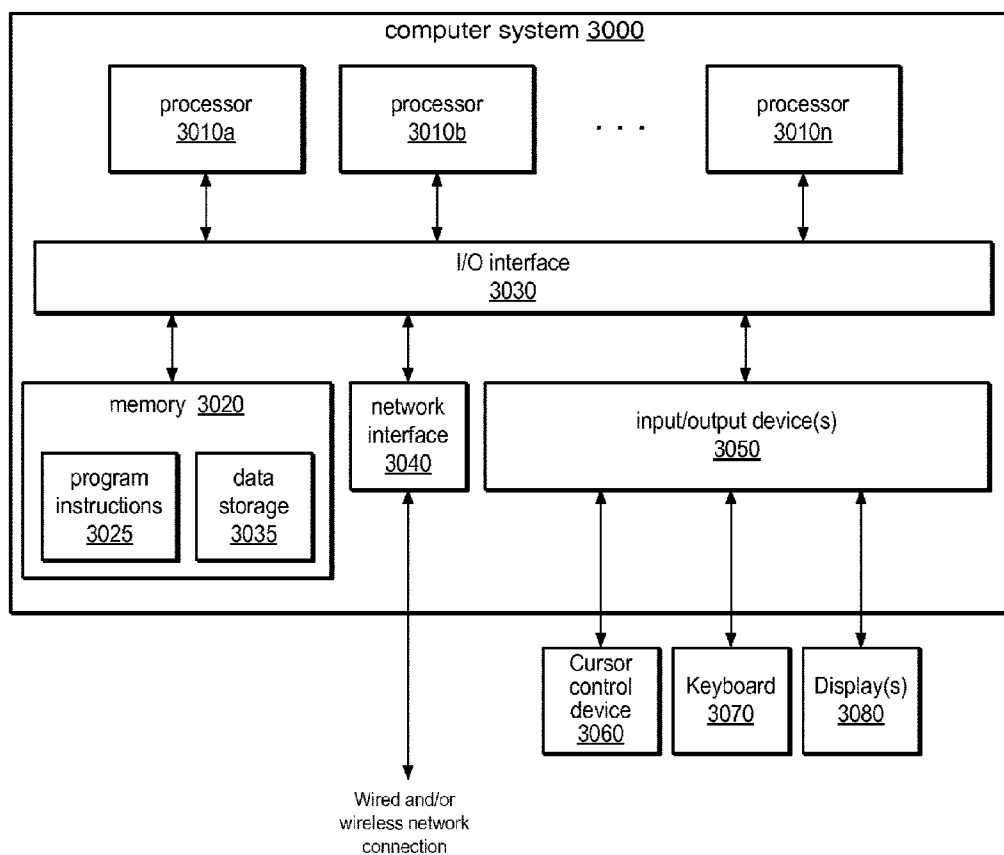 computer system 3000
processor
3010a
processor
3010b
. . .
processor
3010n
I/O interface
3030
memory 3020
program
instructions
3025
data
storage
3035
network
interface
3040
input/output device(s)
3050
Cursor
control
device
3060
Keyboard
3070
Display(s)
3080
Wired and/or
wireless network
connection